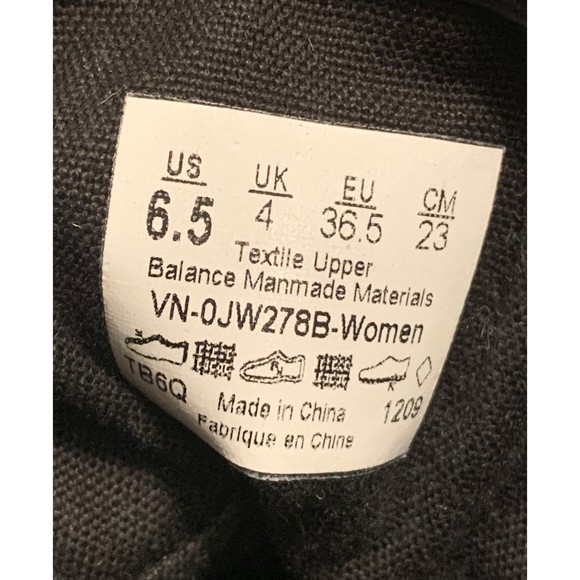 US UK EU CM
6.5 4 36.5 23
Textile Upper
Balance Manmade Materials
VN-0JW278B-Women
TB6Q Made in China 1209
Fabrique en Chine